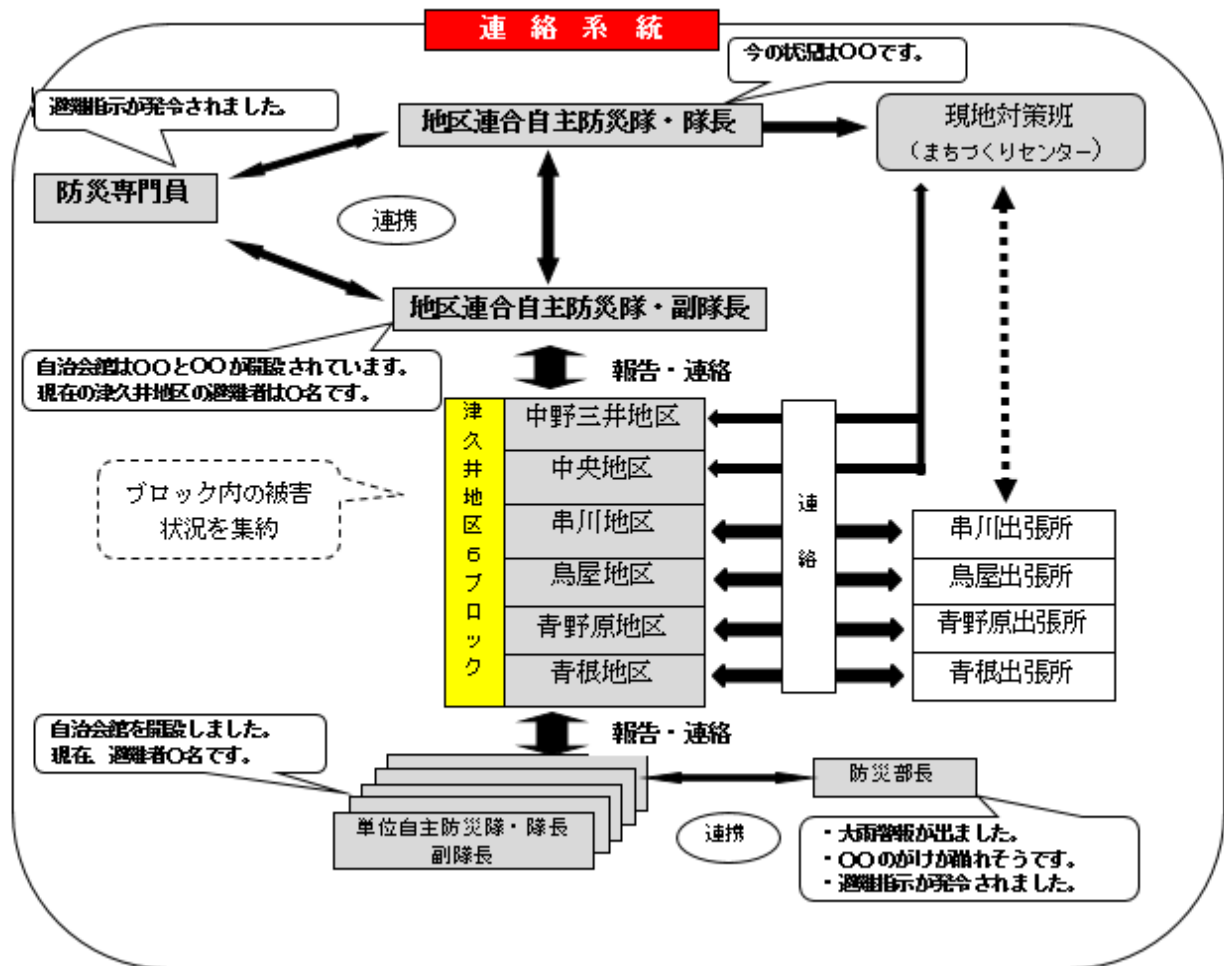 連絡系統
今の状況は〇〇です。
避難指示が発令されました。
地区連合自主防災隊・隊長
現地対策班
(まちづくりセンター)
防災専門員
連携
地区連合自主防災隊・副隊長
自治会館は〇〇と〇〇が開設されています。
現在の津久井地区の避難者は〇名です。
報告・連絡
津久井地区6ブロック
中野三井地区
中央地区
串川地区
鳥屋地区
青野原地区
青根地区
連絡
ブロック内の被害
状況を集約
串川出張所
鳥屋出張所
青野原出張所
青根出張所
自治会館を開設しました。
現在、避難者〇名です。
報告・連絡
単位自主防災隊・隊長
副隊長
連携
防災部長
・大雨警報が出ました。
・〇〇のがけが崩れそうです。
・避難指示が発令されました。